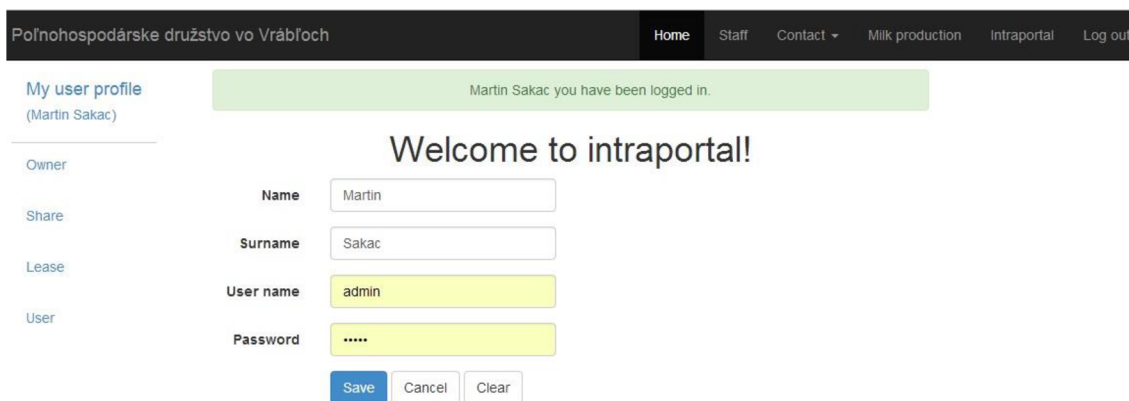 Poľnohospodárske družstvo vo Vrábľoch Home Staff Contact Milk production Intraportal Log out
My user profile
(Martin Sakac)
Owner
Share
Lease
User
Martin Sakac you have been logged in.
Welcome to intraportal!
Name Martin
Surname Sakac
User name admin
Password •••••
Save Cancel Clear